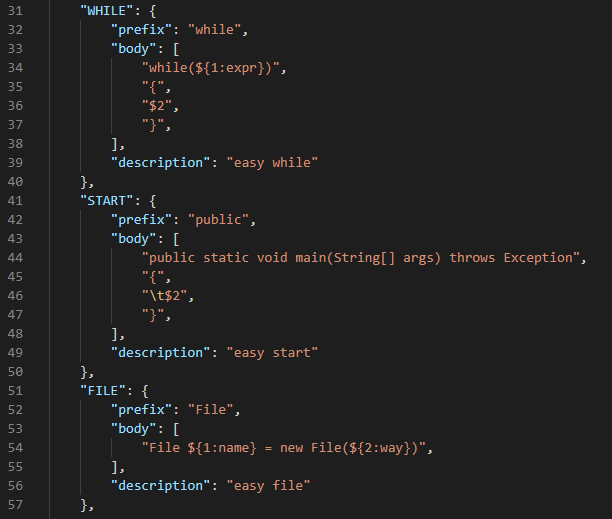 31 "WHILE": {
32 "prefix": "while",
33 "body": [
34 "while(${1:expr})",
35 "{",
36 "$2",
37 "}",
38 ],
39 "description": "easy while"
40 },
41 "START": {
42 "prefix": "public",
43 "body": [
44 "public static void main(String[] args) throws Exception",
45 "{",
46 "\t$2",
47 "}",
48 ],
49 "description": "easy start"
50 },
51 "FILE": {
52 "prefix": "File",
53 "body": [
54 "File ${1:name} = new File(${2:way})",
55 ],
56 "description": "easy file"
57 },